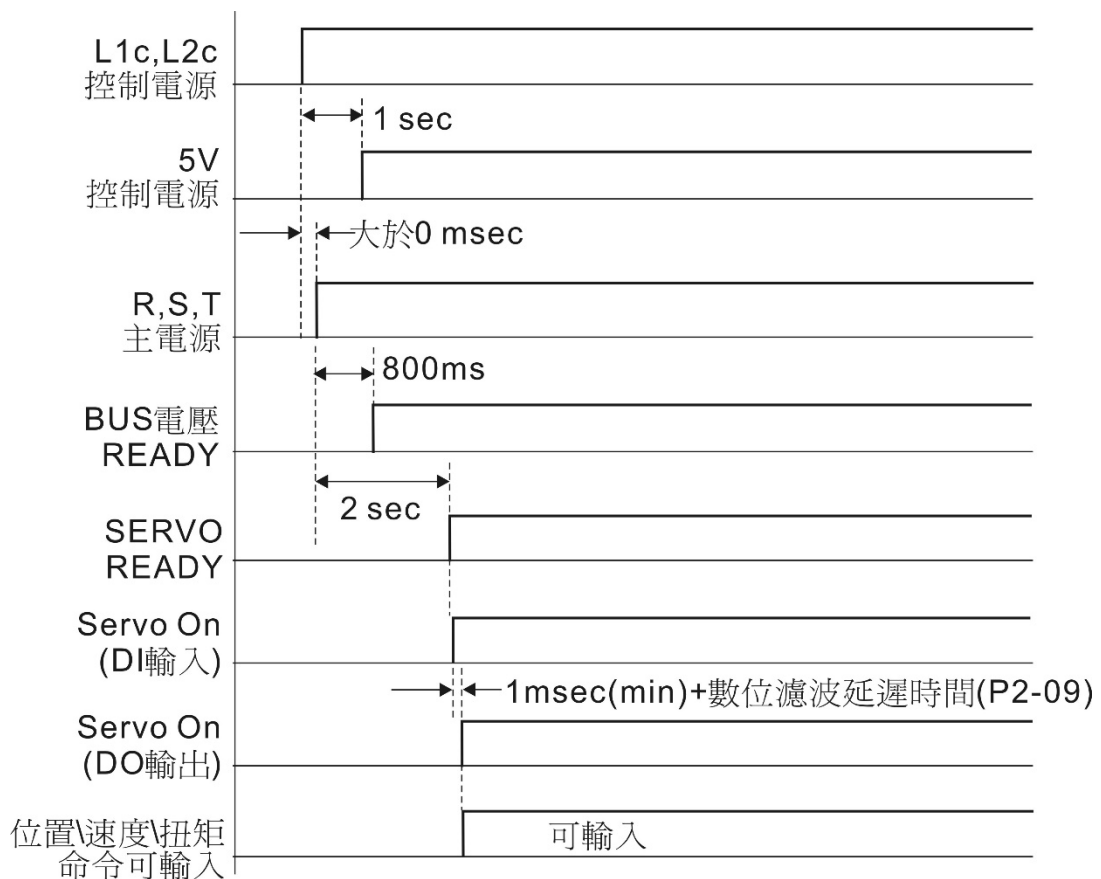 L1c,L2c
控制電源
1 sec
5V
控制電源
大於0 msec
R,S,T
主電源
800ms
BUS電壓
READY
2 sec
SERVO
READY
Servo On
(DI輸入)
1msec(min)+數位濾波延遲時間(P2-09)
Servo On
(DO輸出)
位置\速度\扭矩
命令可輸入
可輸入